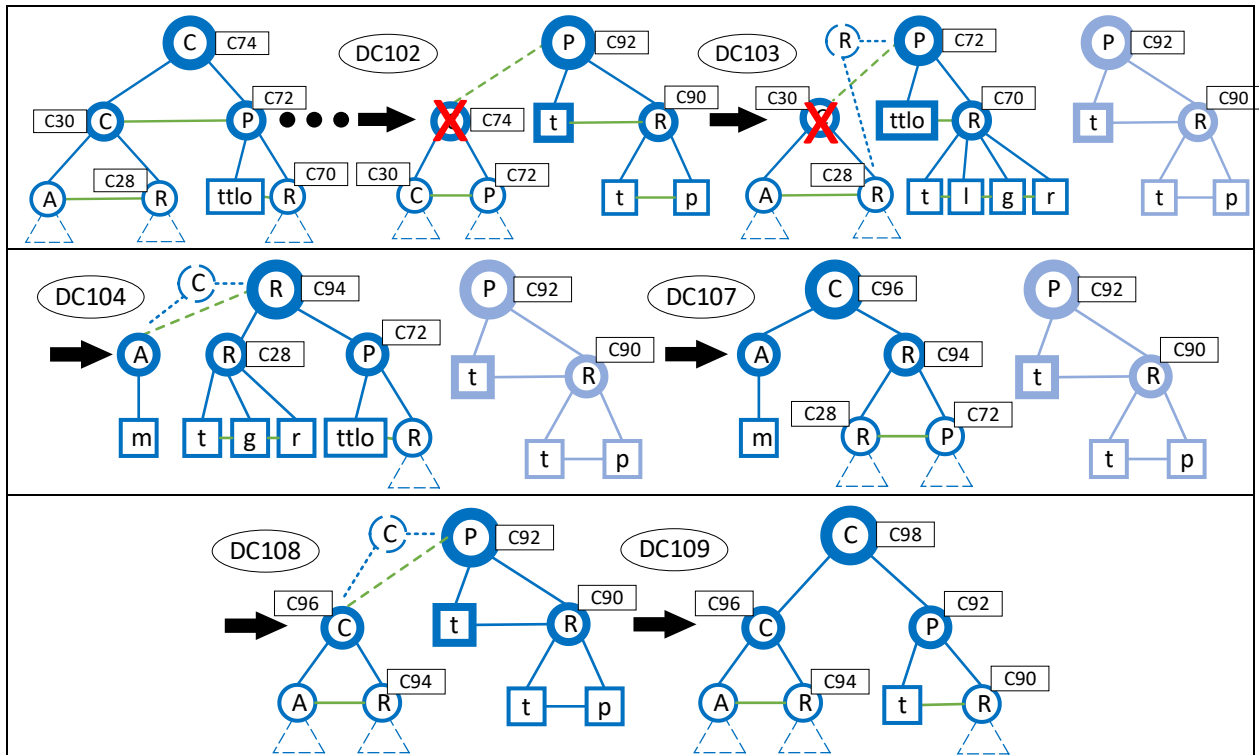 C C74 DC102 P C92 DC103 R P C72 P C92
C30 C P C72 X C74 t R C90 C30 C X ttlo R C70 t R C90
A C28 R ttlo R C70 C30 C P C72 t p A C28 R t l g r t p
DC104 C R C94 P C92 DC107 C C96 P C92
A R C28 P C72 t R C90 A R C94 t R C90
m t g r ttlo R t p m C28 R P C72 t p
DC108 C P C92 DC109 C C98
C96 C t R C90 C96 C P C92
A R C94 t p A R C94 t R C90